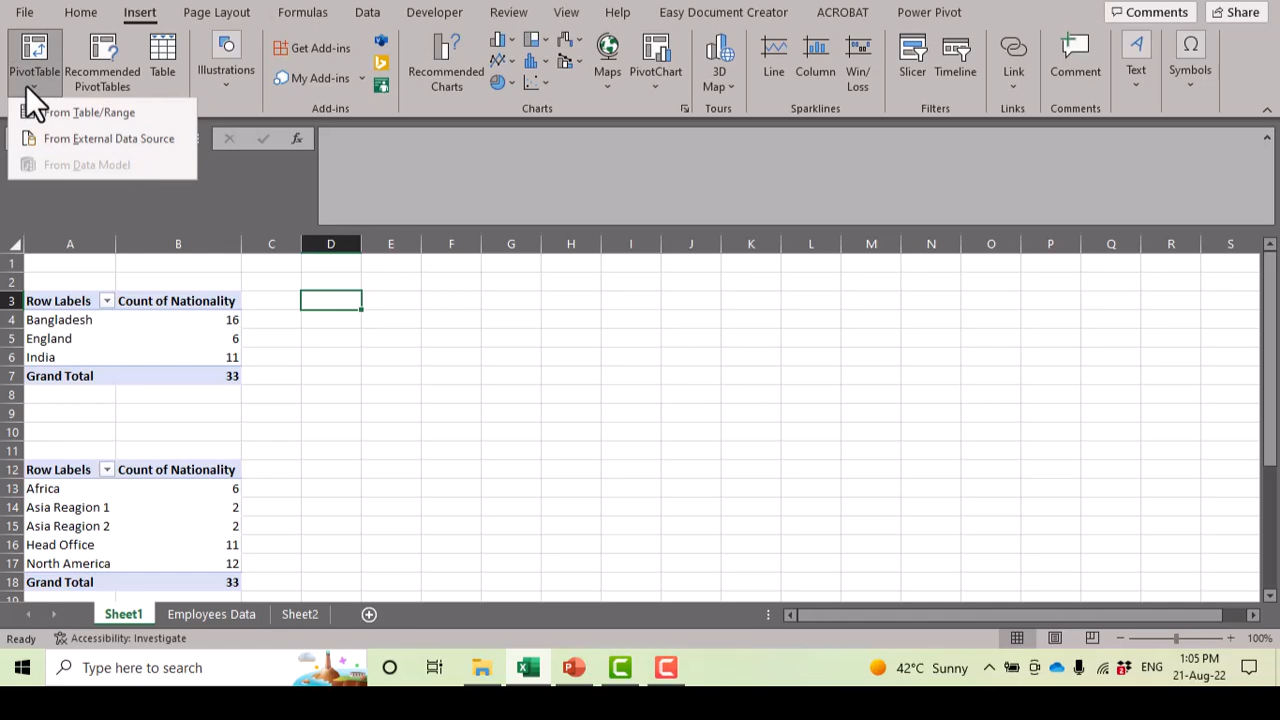 File Home Insert Page Layout Formulas Data Developer Review View Help Easy Document Creator ACROBAT Power Pivot Comments Share
PivotTable
Recommended
PivotTables
Table
Illustrations
Get Add-ins
My Add-ins
Add-ins
Recommended
Charts
Maps
PivotChart
Charts
3D
Map
Tours
Line
Column
Win/
Loss
Sparklines
Slicer
Timeline
Filters
Link
Links
Comment
Comments
Text
Symbols
From Table/Range
From External Data Source
From Data Model
fx
A B C D E F G H I J K L M N O P Q R S
1
2
3 Row Labels Count of Nationality
4 Bangladesh 16
5 England 6
6 India 11
7 Grand Total 33
8
9
10
11
12 Row Labels Count of Nationality
13 Africa 6
14 Asia Reagion 1 2
15 Asia Reagion 2 2
16 Head Office 11
17 North America 12
18 Grand Total 33
Sheet1 Employees Data Sheet2
Ready Accessibility: Investigate 100%
Type here to search 42°C Sunny ENG 1:05 PM
21-Aug-22